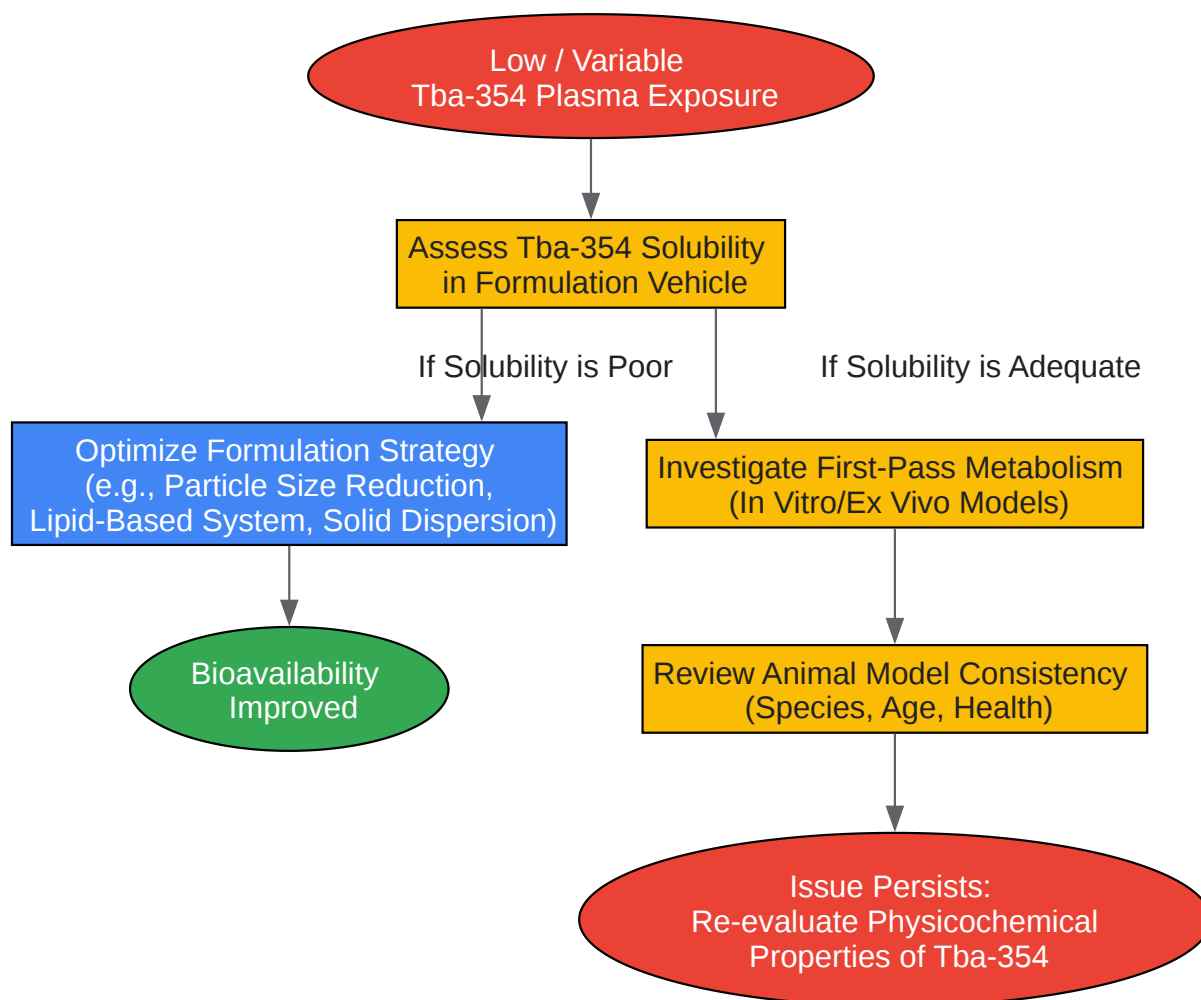 Low / Variable
Tba-354 Plasma Exposure
Assess Tba-354 Solubility
in Formulation Vehicle
If Solubility is Poor
If Solubility is Adequate
Optimize Formulation Strategy
(e.g., Particle Size Reduction,
Lipid-Based System, Solid Dispersion)
Investigate First-Pass Metabolism
(In Vitro/Ex Vivo Models)
Bioavailability
Improved
Review Animal Model Consistency
(Species, Age, Health)
Issue Persists:
Re-evaluate Physicochemical
Properties of Tba-354